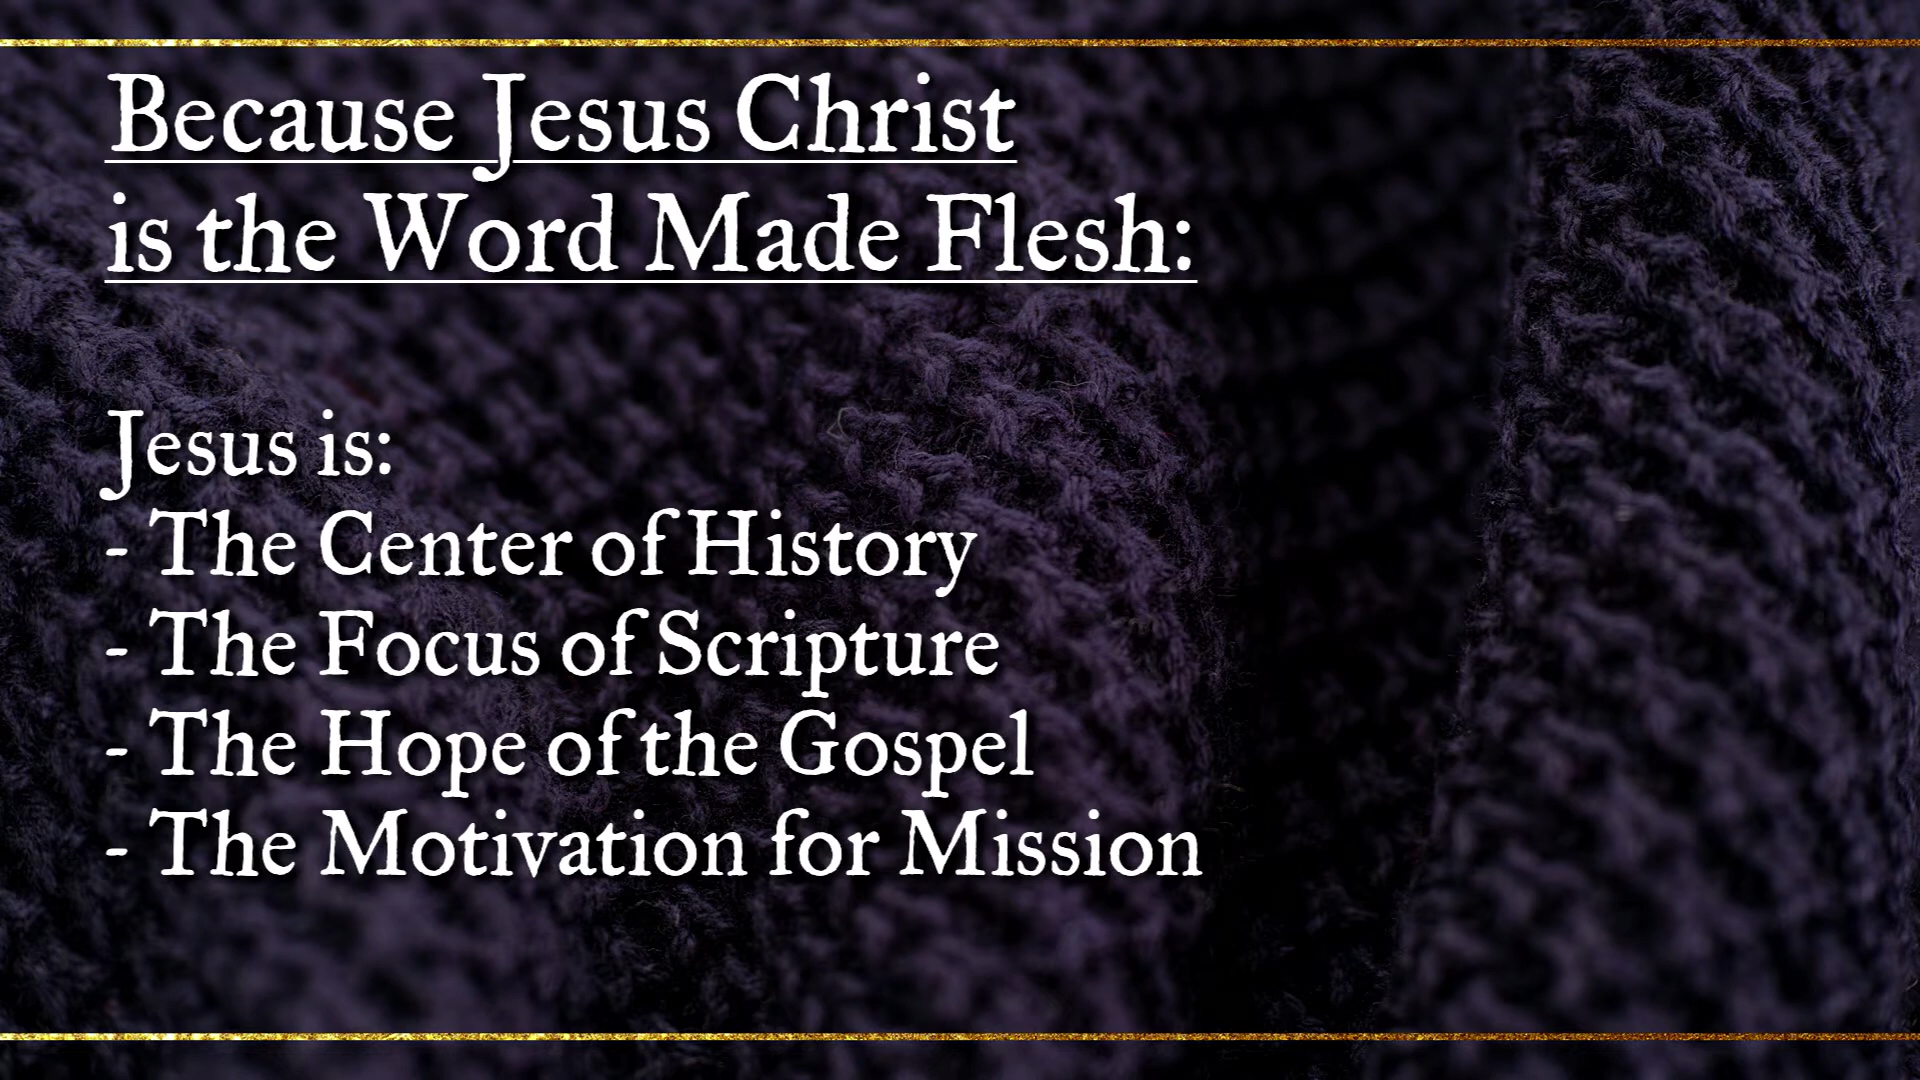 Because Jesus Christ
is the Word Made Flesh:
Jesus is:
- The Center of History
- The Focus of Scripture
- The Hope of the Gospel
- The Motivation for Mission